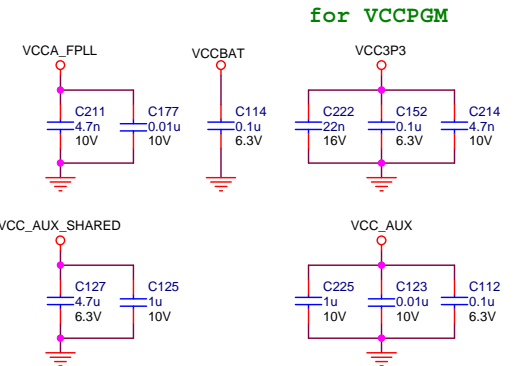 for VCCPGM
VCCA_FPLL
C211
4.7n
10V
C177
0.01u
10V
VCCBAT
C114
0.1u
6.3V
VCC3P3
C222
22n
16V
C152
0.1u
6.3V
C214
4.7n
10V
VCC_AUX_SHARED
C127
4.7u
6.3V
C125
1u
10V
VCC_AUX
C225
1u
10V
C123
0.01u
10V
C112
0.1u
6.3V